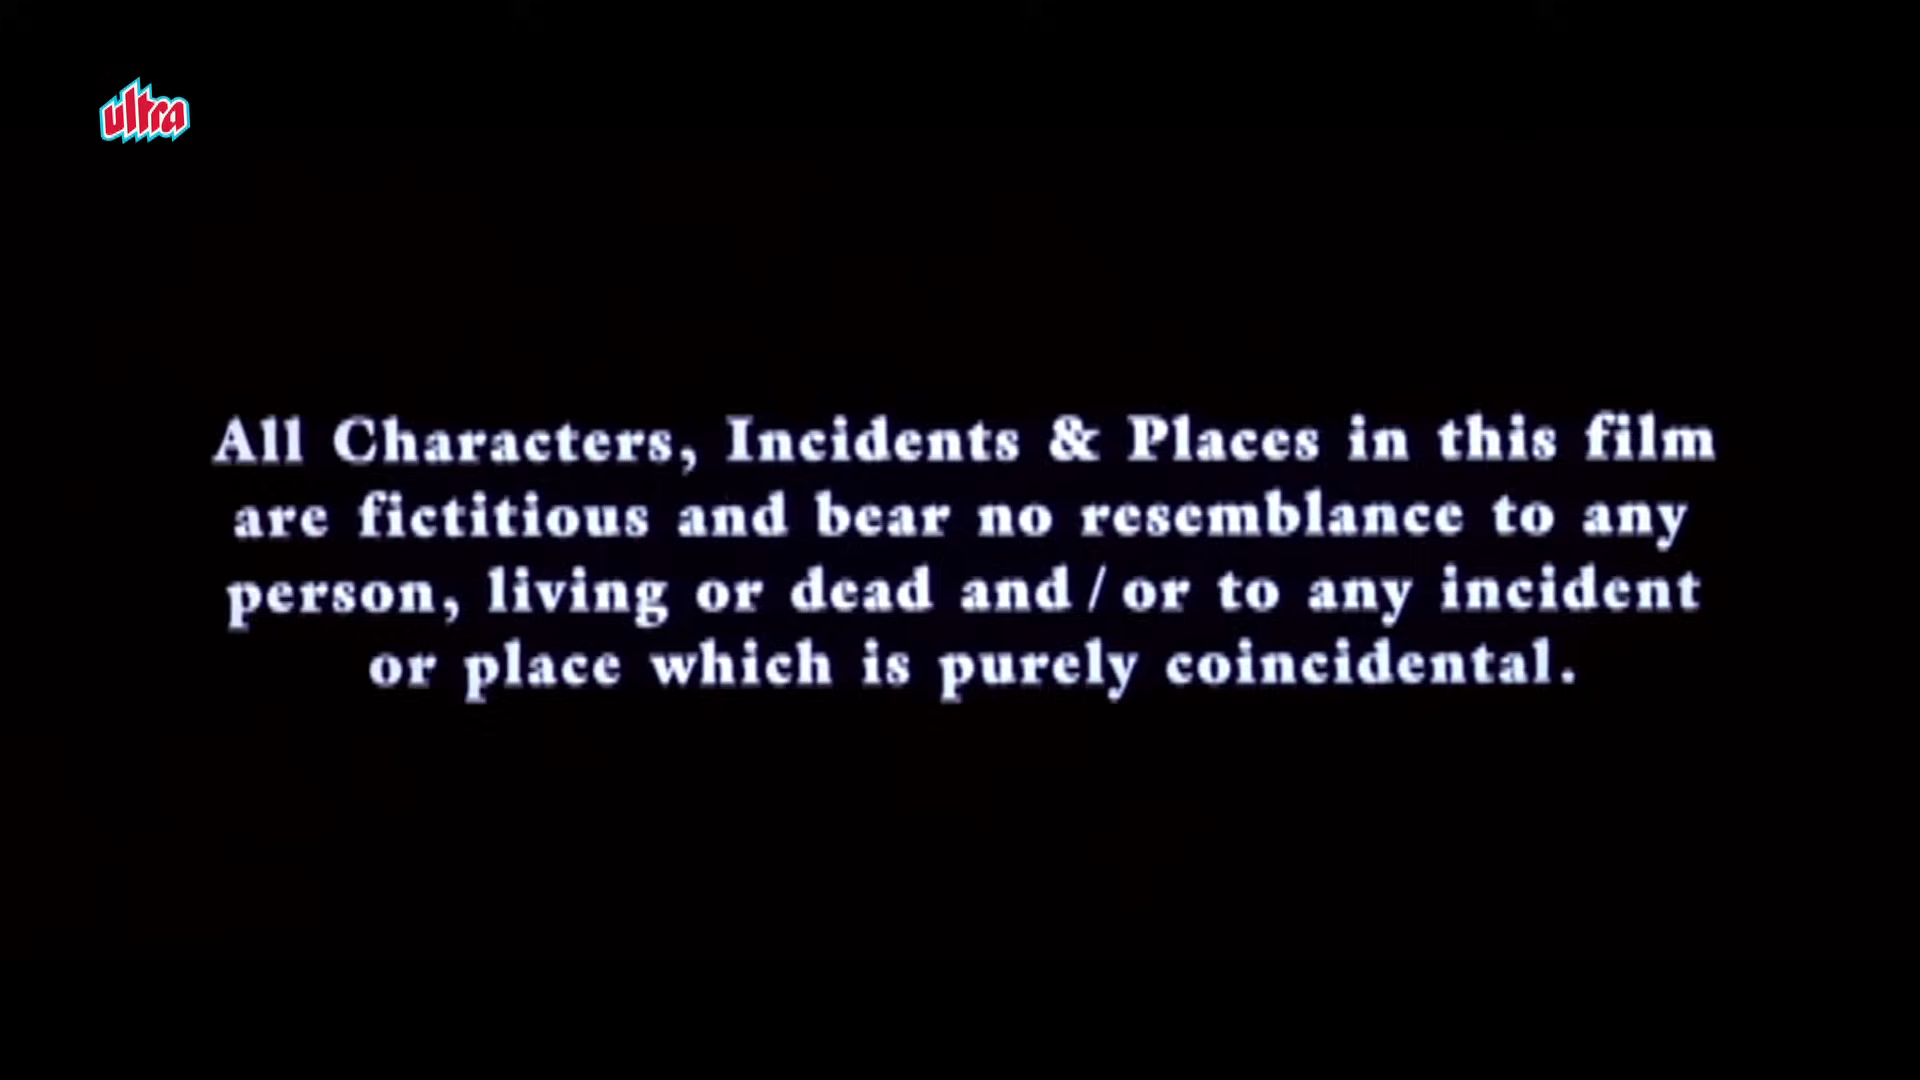 ultra
All Characters, Incidents & Places in this film
are fictitious and bear no resemblance to any
person, living or dead and / or to any incident
or place which is purely coincidental.